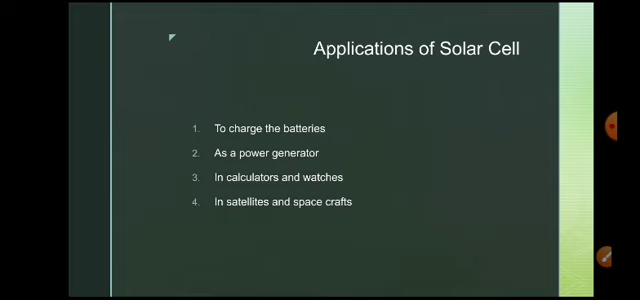 Applications of Solar Cell
1. To charge the batteries
2. As a power generator
3. In calculators and watches
4. In satellites and space crafts